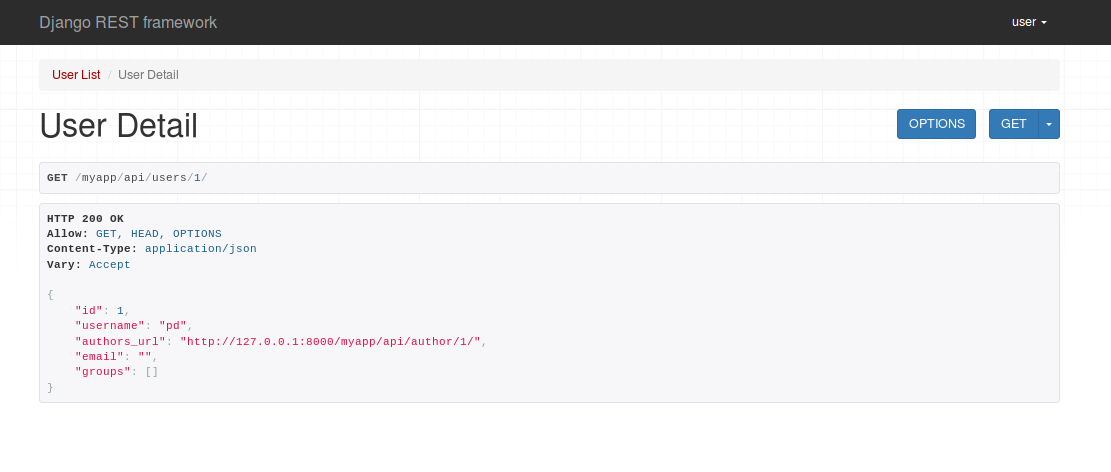 Django REST framework
user
User List / User Detail
User Detail
OPTIONS
GET
GET /myapp/api/users/1/
HTTP 200 OK
Allow: GET, HEAD, OPTIONS
Content-Type: application/json
Vary: Accept
{
    "id": 1,
    "username": "pd",
    "authors_url": "http://127.0.0.1:8000/myapp/api/author/1/",
    "email": "",
    "groups": []
}